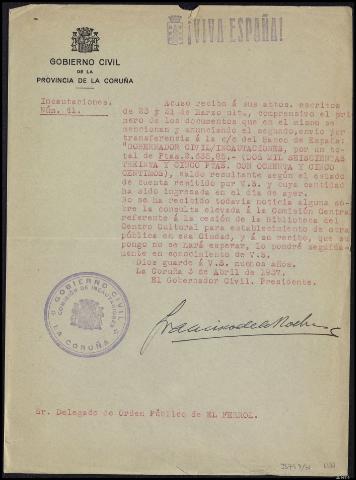 ¡VIVA ESPAÑA!
GOBIERNO CIVIL
DE LA
PROVINCIA DE LA CORUÑA
Incautaciones.
Núm. 61.
Acuso recibo á sus attos. escritos
de 23 y 31 de Marzo último, comprensivo el pri
mero de los documentos que en el mismo se
mencionan y anunciando el segundo, envío por
transferencia á la c/c del Banco de España:
"GOBERNADOR CIVIL/INCAUTACIONES, por un to
tal de Ptas.2.635,85.- (DOS MIL SEISCIENTAS
TREINTA Y CINCO PTAS. CON OCHENTA Y CINCO
CENTIMOS), saldo resultante según el estado
de cuenta recibido por V.S. y cuya cantidad
ha sido ingresada en el día de ayer.
No se ha recibido todavía noticia alguna so
bre la consulta elevada á la Comisión Central
referente á la cesión de la Biblioteca del
Centro Cultural para establecimiento de otra
pública en esa Ciudad, y á su recibo, que su
pongo no se hará esperar, lo pondré seguida-
mente en conocimiento de V.S.
Dios guarde á V.S. muchos años.
La Coruña 3 de Abril de 1937.
El Gobernador Civil. Presidente.
GOBIERNO CIVIL
COMISIÓN DE INCAUTACIONES
LA CORUÑA
Sr. Delegado de Orden Público de EL FERROL.